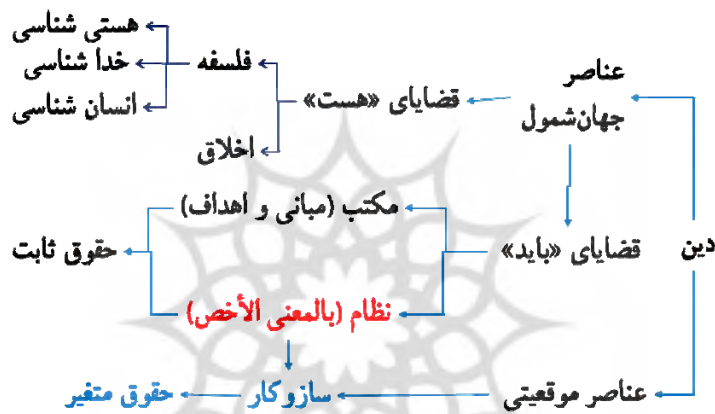 هستی شناسی
عناصر جهان‌شمول
قضایای «هست»
فلسفه
خدا شناسی
انسان شناسی
اخلاق
مکتب (مبانی و اهداف)
دین
قضایای «باید»
حقوق ثابت
نظام (بالمعنی الأخص)
عناصر موقعیتی
سازوکار
حقوق متغیر